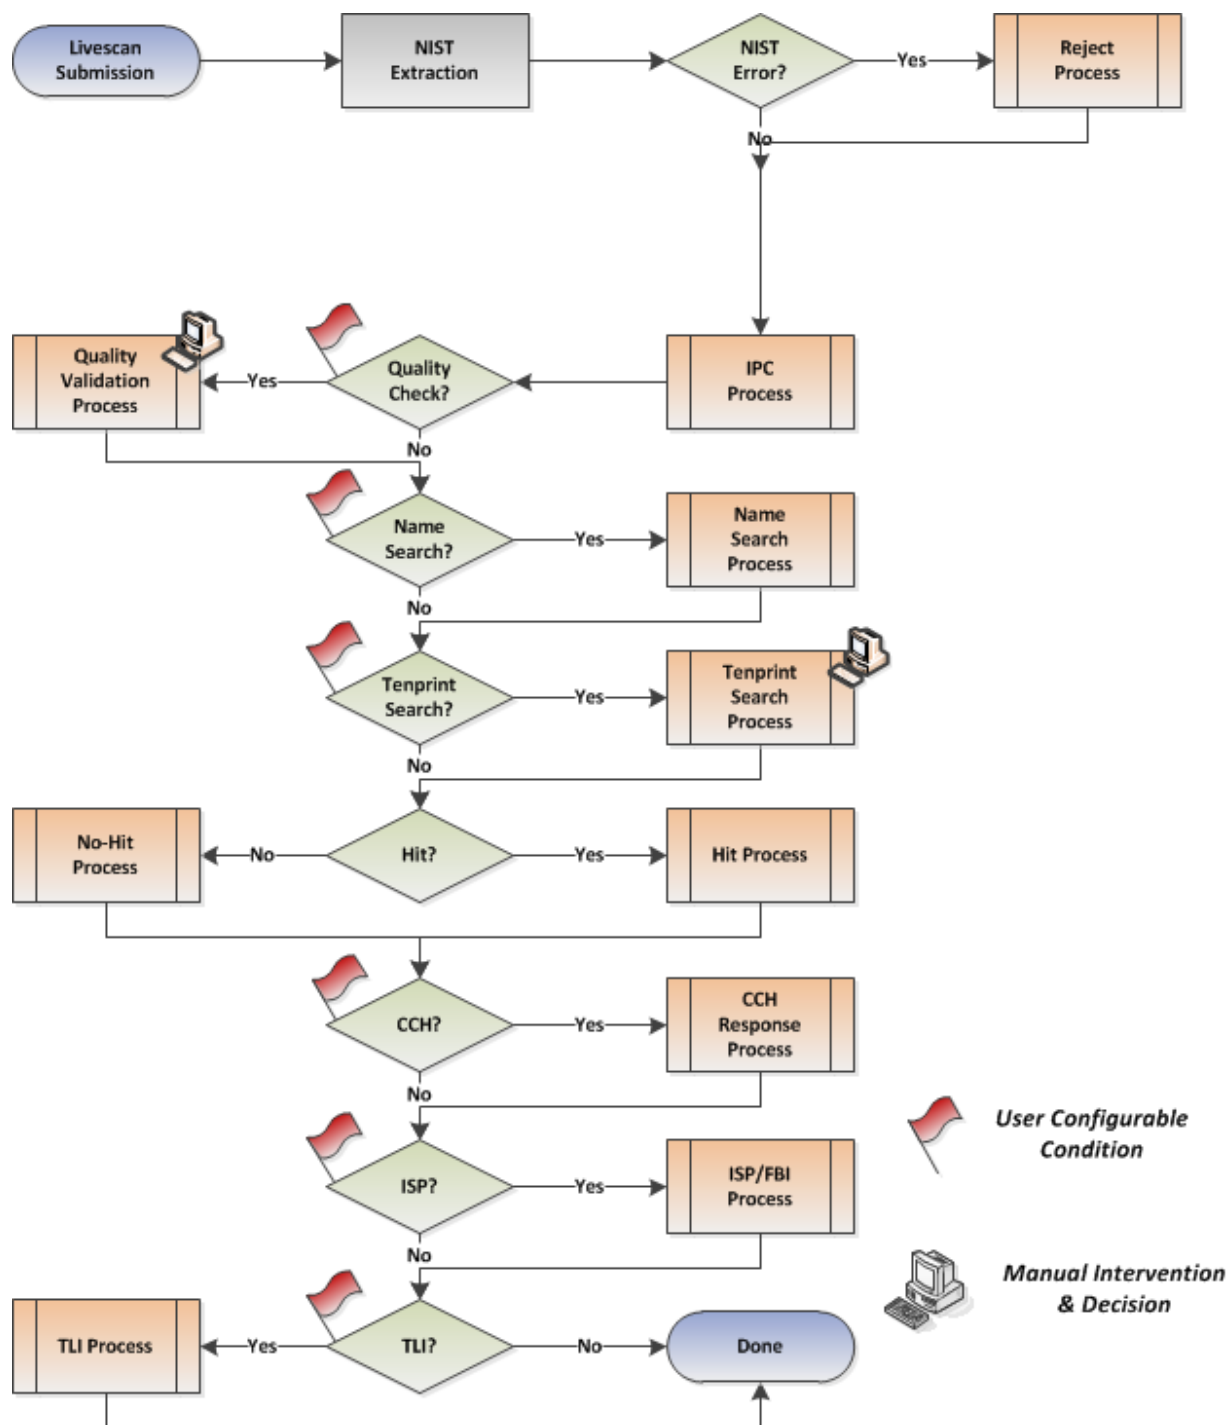 Livescan
Submission
NIST
Extraction
NIST
Error?
Yes
Reject
Process
No
Quality
Validation
Process
Yes
Quality
Check?
IPC
Process
No
Name
Search?
Yes
Name
Search
Process
No
Tenprint
Search?
Yes
Tenprint
Search
Process
No
No-Hit
Process
No
Hit?
Yes
Hit Process
CCH?
Yes
CCH
Response
Process
No
User Configurable
Condition
ISP?
Yes
ISP/FBI
Process
No
Manual Intervention
& Decision
TLI Process
Yes
TLI?
No
Done